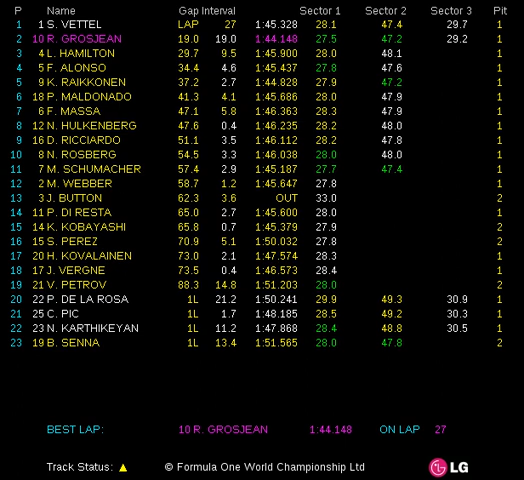 P Name Gap Interval Sector 1 Sector 2 Sector 3 Pit
1 1 S. VETTEL LAP 27 1:45.328 28.1 47.4 29.7 1
2 10 R. GROSJEAN 19.0 19.0 1:44.148 27.5 47.2 29.2 1
3 4 L. HAMILTON 29.7 9.5 1:45.900 28.0 48.1 1
4 5 F. ALONSO 34.4 4.6 1:45.437 27.8 47.6 1
5 9 K. RAIKKONEN 37.2 2.7 1:44.828 27.9 47.2 1
6 18 P. MALDONADO 41.3 4.1 1:45.686 28.0 47.9 1
7 6 F. MASSA 47.1 5.8 1:46.363 28.3 47.9 1
8 12 N. HULKENBERG 47.6 0.4 1:46.235 28.2 48.0 1
9 16 D. RICCIARDO 51.1 3.5 1:46.112 28.2 47.8 1
10 8 N. ROSBERG 54.5 3.3 1:46.038 28.0 48.0 1
11 7 M. SCHUMACHER 57.4 2.9 1:45.187 27.7 47.4 1
12 2 M. WEBBER 58.7 1.2 1:45.647 27.8 1
13 3 J. BUTTON 62.3 3.6 OUT 33.0 2
14 11 P. DI RESTA 65.0 2.7 1:45.600 28.0 1
15 14 K. KOBAYASHI 65.8 0.7 1:45.379 27.9 2
16 15 S. PEREZ 70.9 5.1 1:50.032 27.8 2
17 20 H. KOVALAINEN 73.0 2.1 1:47.574 28.3 1
18 17 J. VERGNE 73.5 0.4 1:46.573 28.4 1
19 21 V. PETROV 88.3 14.8 1:51.203 28.0 2
20 22 P. DE LA ROSA 1L 21.2 1:50.241 29.9 49.3 30.9 1
21 25 C. PIC 1L 1.7 1:48.185 28.5 49.2 30.3 1
22 23 N. KARTHIKEYAN 1L 11.2 1:47.868 28.4 48.8 30.5 1
23 19 B. SENNA 1L 13.4 1:51.565 28.0 47.8 2
BEST LAP: 10 R. GROSJEAN 1:44.148 ON LAP 27
Track Status: ▲ © Formula One World Championship Ltd LG